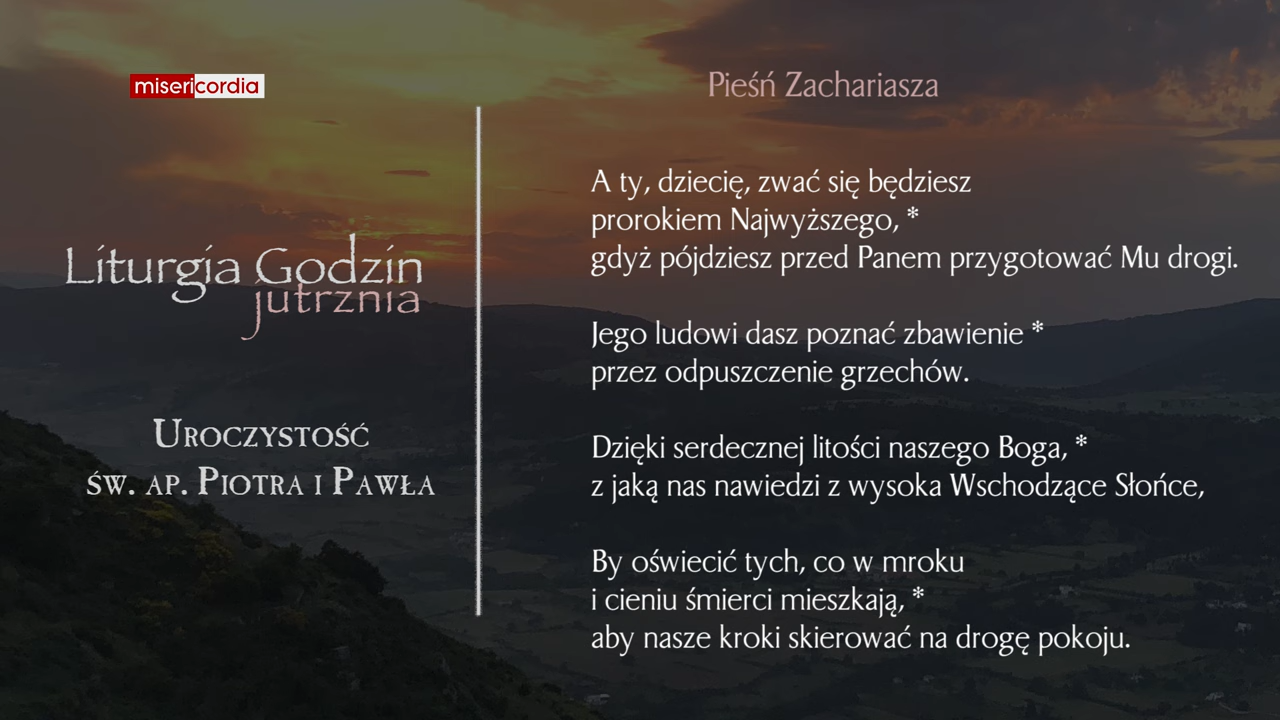 misericordia
Liturgia Godzin
jutrznia
Uroczystość
św. ap. Piotra i Pawła
Pieśń Zachariasza
A ty, dziecię, zwać się będziesz
prorokiem Najwyższego, *
gdyż pójdziesz przed Panem przygotować Mu drogi.
Jego ludowi dasz poznać zbawienie *
przez odpuszczenie grzechów.
Dzięki serdecznej litości naszego Boga, *
z jaką nas nawiedzi z wysoka Wschodzące Słońce,
By oświecić tych, co w mroku
i cieniu śmierci mieszkają, *
aby nasze kroki skierować na drogę pokoju.